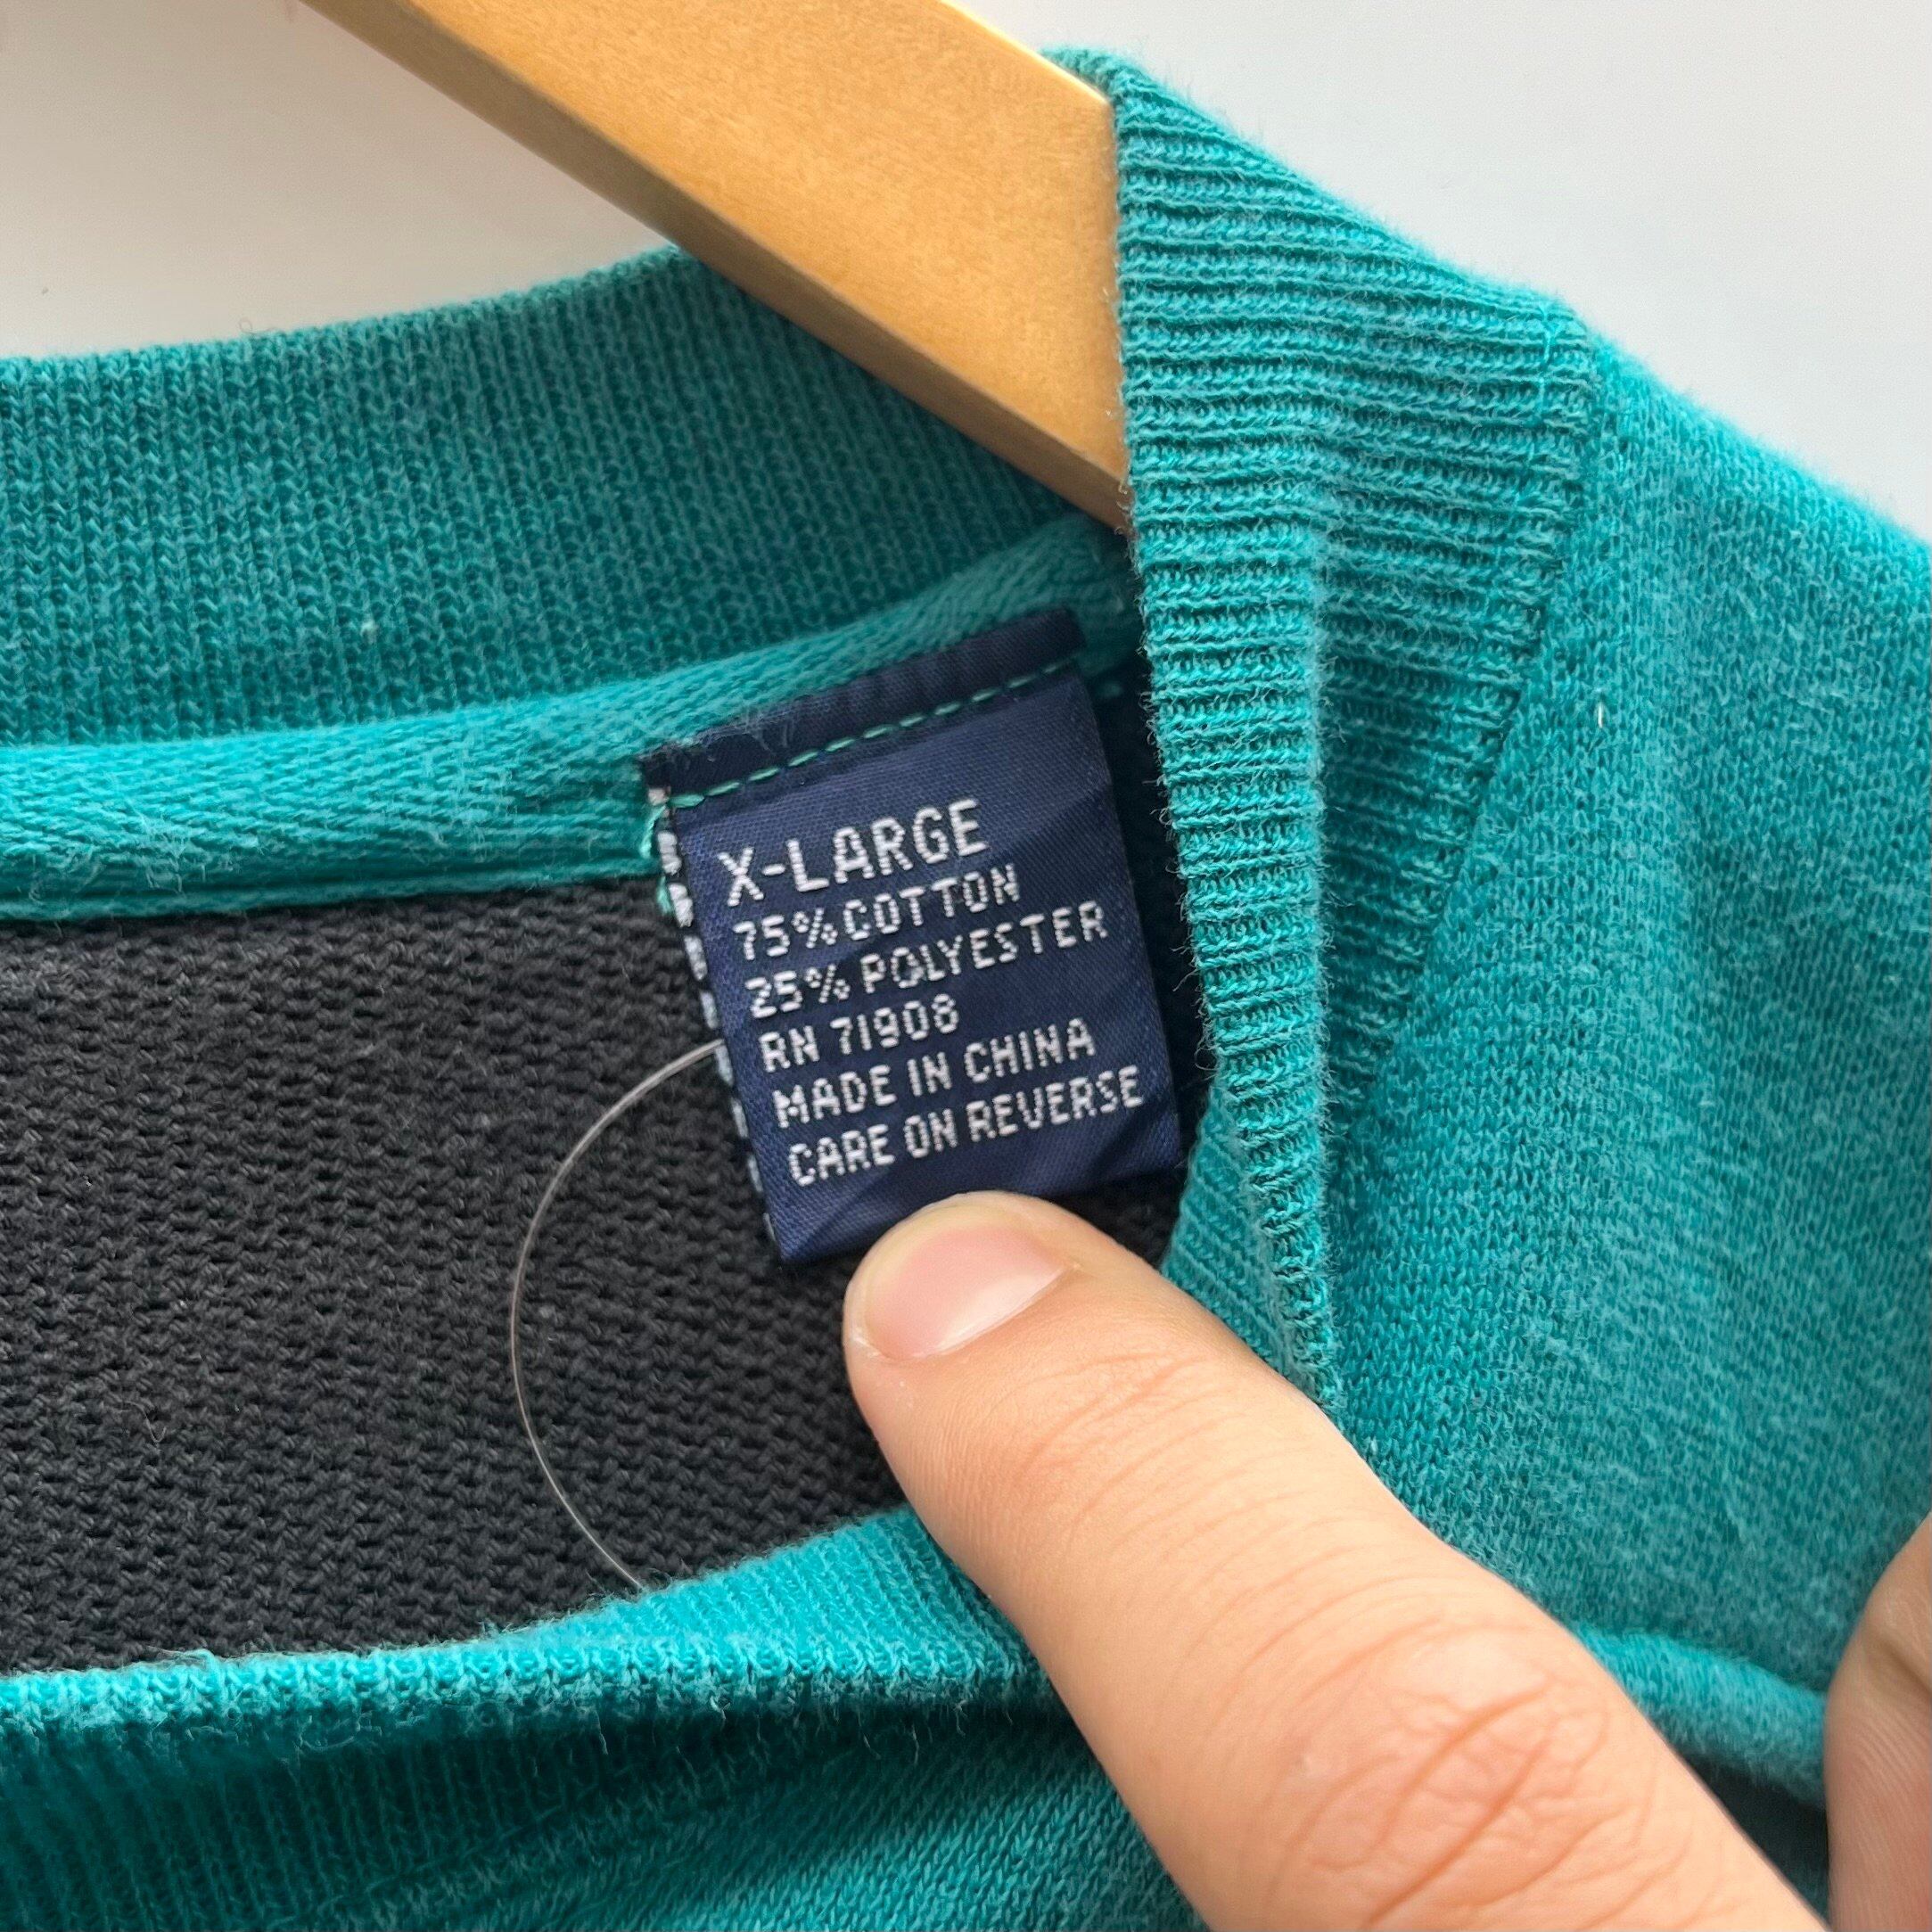 X-LARGE
75% COTTON
25% POLYESTER
RN 71908
MADE IN CHINA
CARE ON REVERSE